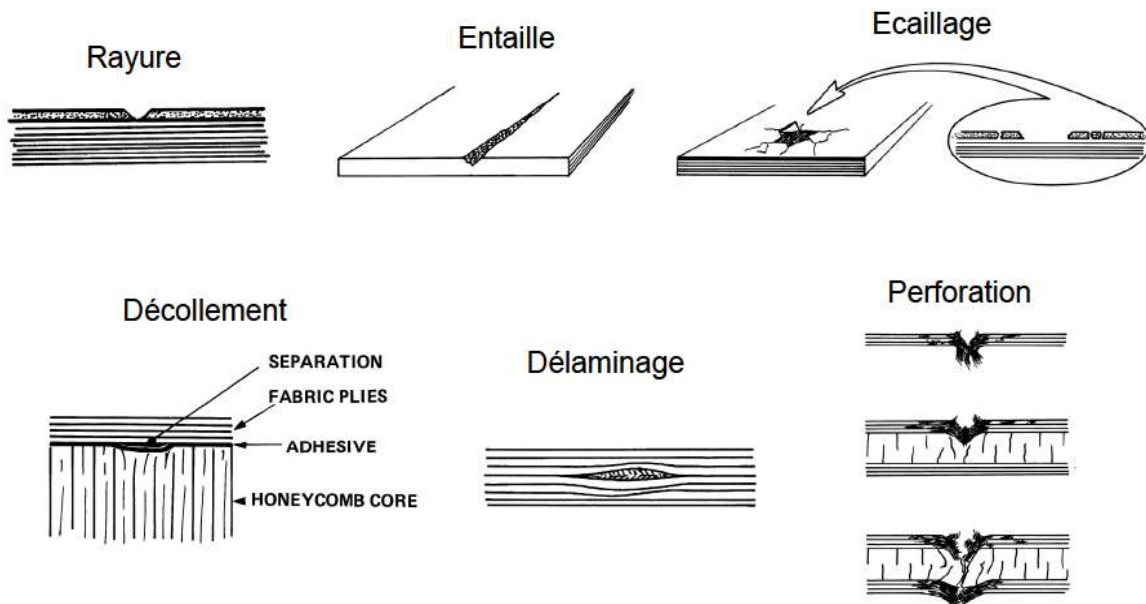 Rayure
Entaille
Ecaillage
Décollement
SEPARATION
FABRIC PLIES
ADHESIVE
HONEYCOMB CORE
Délaminage
Perforation